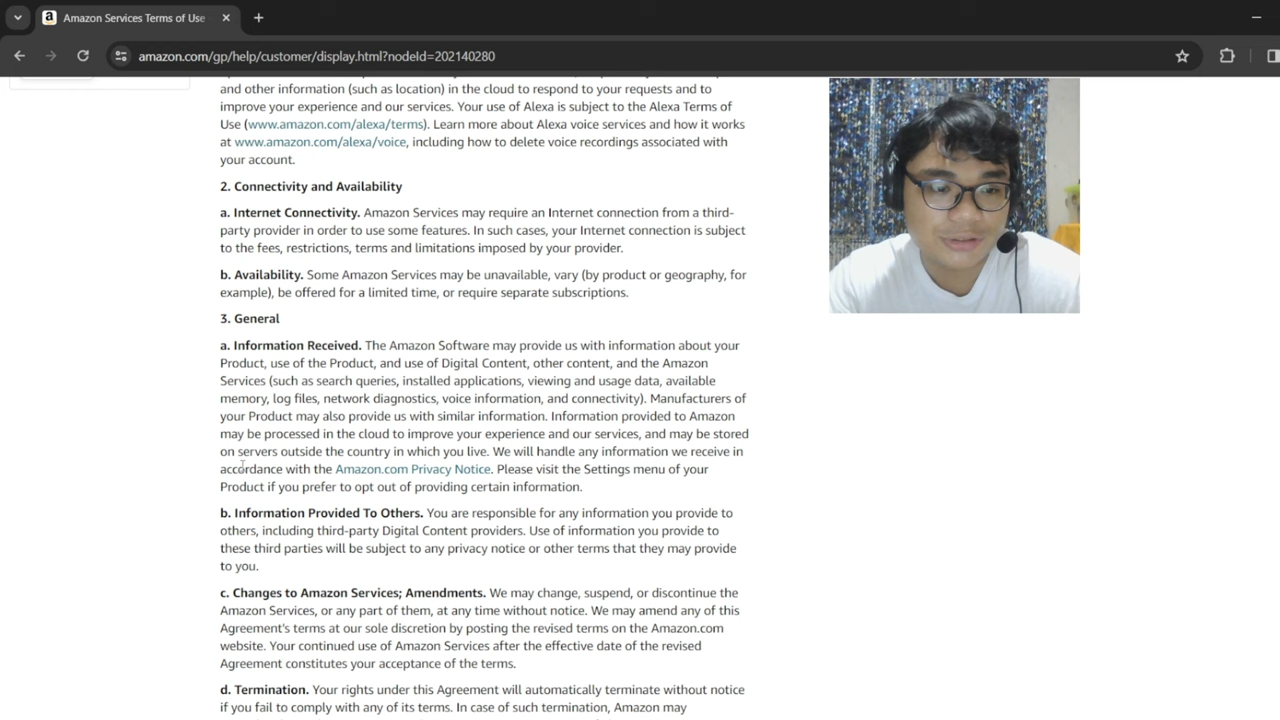 Amazon Services Terms of Use
amazon.com/gp/help/customer/display.html?nodeId=202140280
and other information (such as location) in the cloud to respond to your requests and to
improve your experience and our services. Your use of Alexa is subject to the Alexa Terms of
Use (www.amazon.com/alexa/terms). Learn more about Alexa voice services and how it works
at www.amazon.com/alexa/voice, including how to delete voice recordings associated with
your account.
2. Connectivity and Availability
a. Internet Connectivity. Amazon Services may require an Internet connection from a third-
party provider in order to use some features. In such cases, your Internet connection is subject
to the fees, restrictions, terms and limitations imposed by your provider.
b. Availability. Some Amazon Services may be unavailable, vary (by product or geography, for
example), be offered for a limited time, or require separate subscriptions.
3. General
a. Information Received. The Amazon Software may provide us with information about your
Product, use of the Product, and use of Digital Content, other content, and the Amazon
Services (such as search queries, installed applications, viewing and usage data, available
memory, log files, network diagnostics, voice information, and connectivity). Manufacturers of
your Product may also provide us with similar information. Information provided to Amazon
may be processed in the cloud to improve your experience and our services, and may be stored
on servers outside the country in which you live. We will handle any information we receive in
accordance with the Amazon.com Privacy Notice. Please visit the Settings menu of your
Product if you prefer to opt out of providing certain information.
b. Information Provided To Others. You are responsible for any information you provide to
others, including third-party Digital Content providers. Use of information you provide to
these third parties will be subject to any privacy notice or other terms that they may provide
to you.
c. Changes to Amazon Services; Amendments. We may change, suspend, or discontinue the
Amazon Services, or any part of them, at any time without notice. We may amend any of this
Agreement's terms at our sole discretion by posting the revised terms on the Amazon.com
website. Your continued use of Amazon Services after the effective date of the revised
Agreement constitutes your acceptance of the terms.
d. Termination. Your rights under this Agreement will automatically terminate without notice
if you fail to comply with any of its terms. In case of such termination, Amazon may